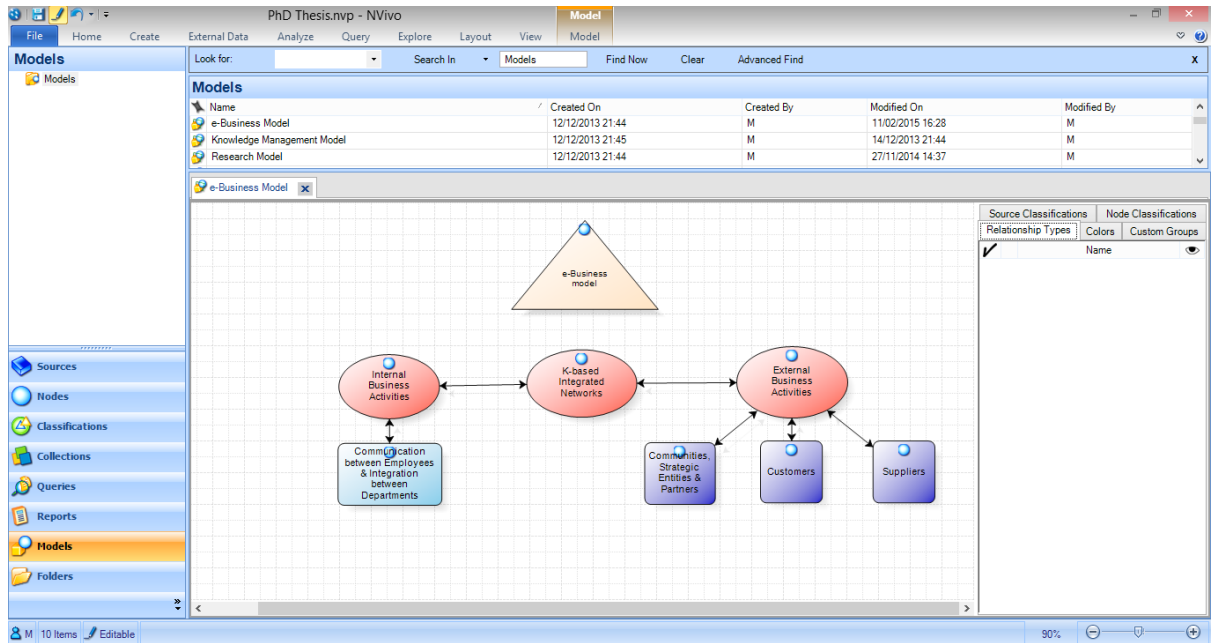 PhD Thesis.nvp - NVivo
Model
File Home Create External Data Analyze Query Explore Layout View Model
Models
Look for: Search In Models Find Now Clear Advanced Find x
Models
Models
Name Created On Created By Modified On Modified By
e-Business Model 12/12/2013 21:44 M 11/02/2015 16:28 M
Knowledge Management Model 12/12/2013 21:45 M 14/12/2013 21:44 M
Research Model 12/12/2013 21:44 M 27/11/2014 14:37 M
e-Business Model
Source Classifications Node Classifications
Relationship Types Colors Custom Groups
Name
e-Business
model
Internal
Business
Activities
K-based
Integrated
Networks
External
Business
Activities
Communication
between Employees
& Integration
between
Departments
Communities,
Strategic
Entities &
Partners
Customers
Suppliers
Sources
Nodes
Classifications
Collections
Queries
Reports
Models
Folders
M 10 Items Editable
90%